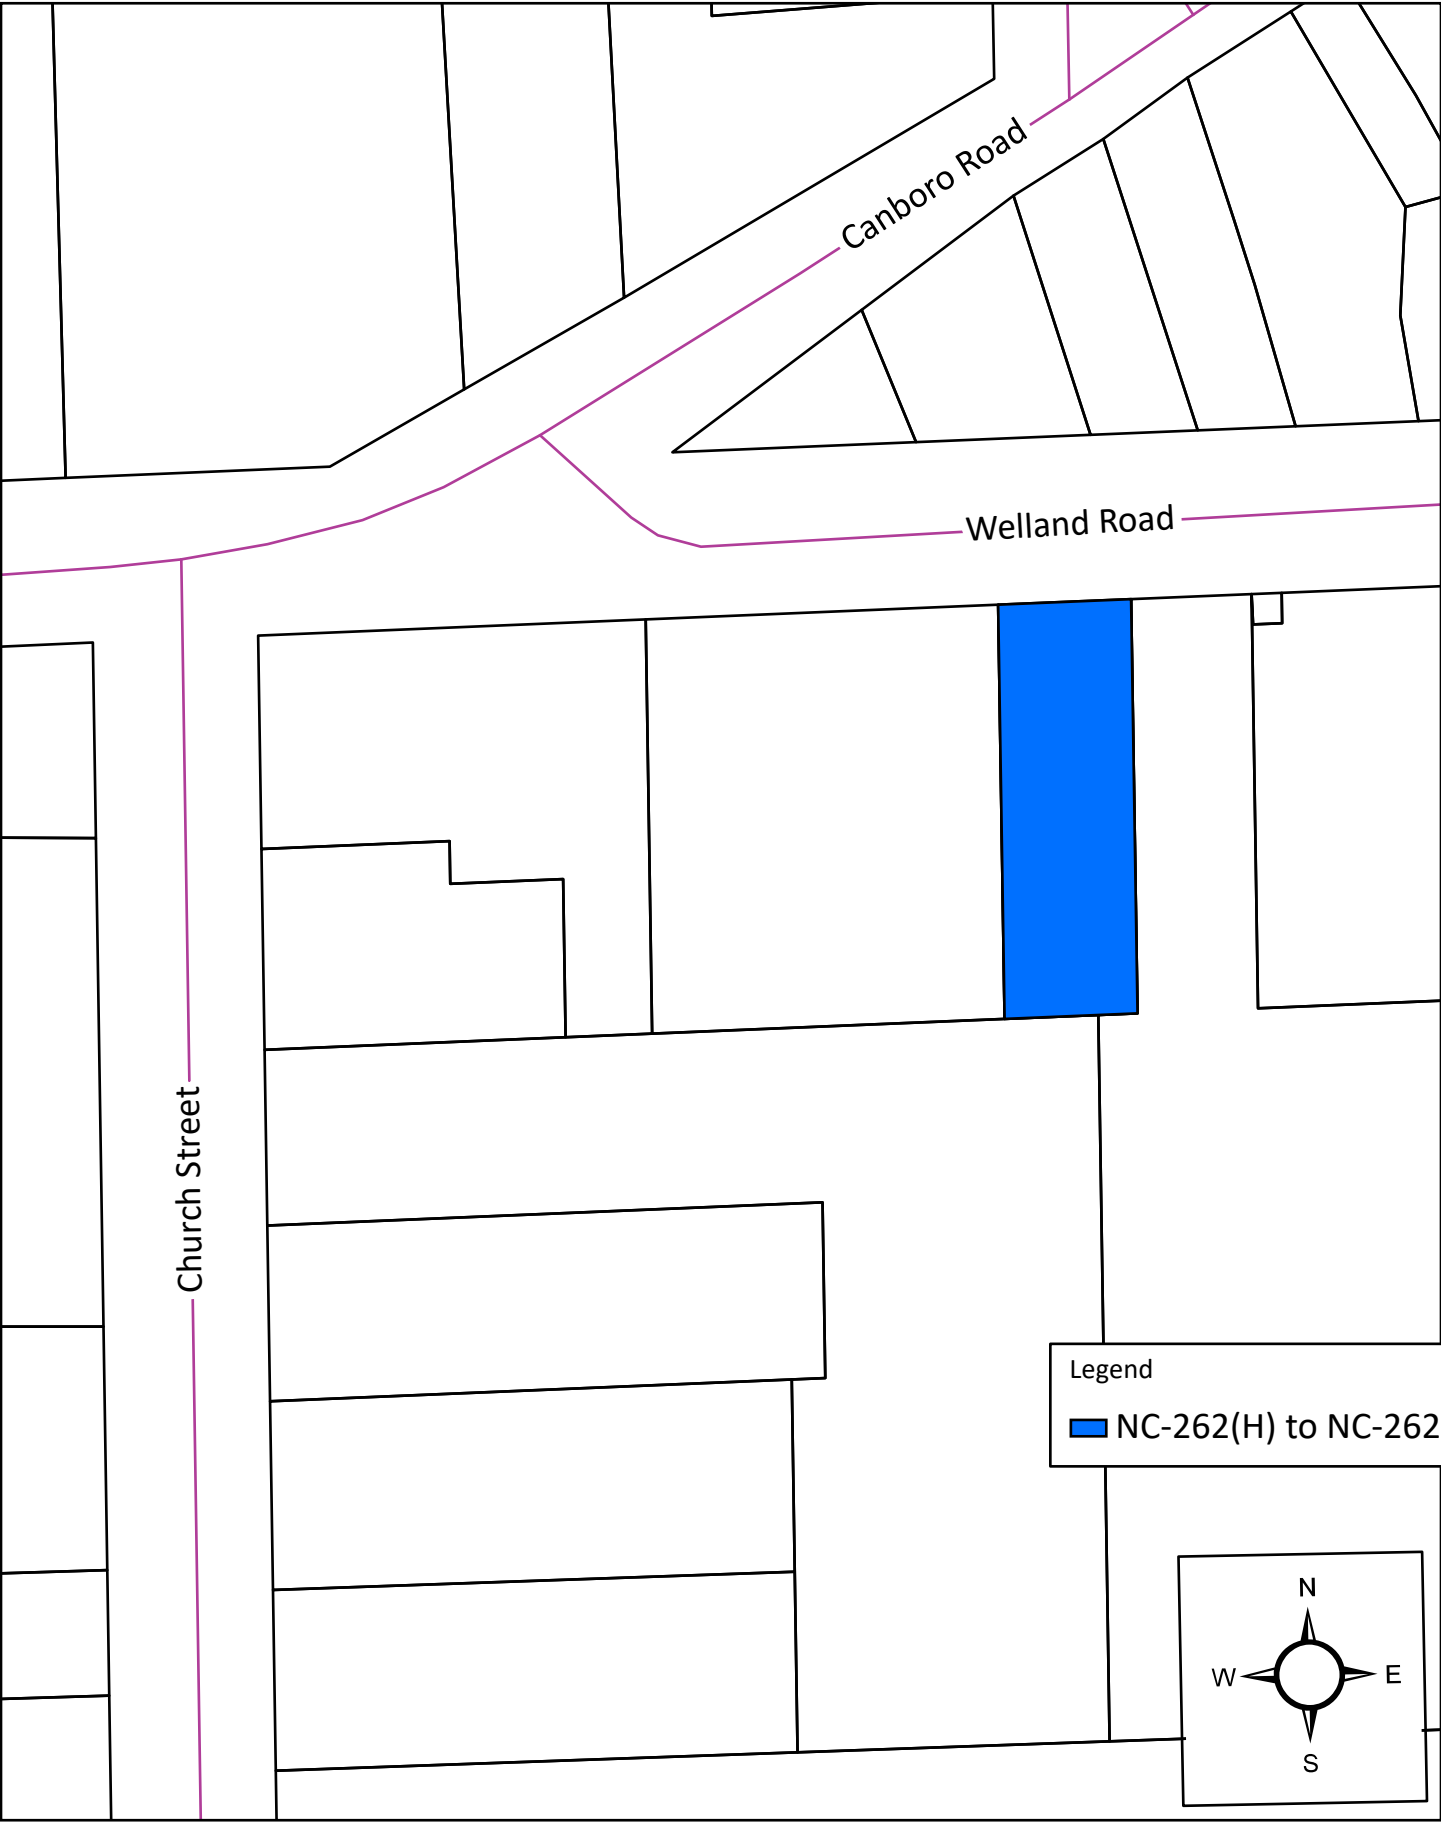 Canboro Road
Welland Road
Church Street
Legend
NC-262(H) to NC-262
N
W
E
S